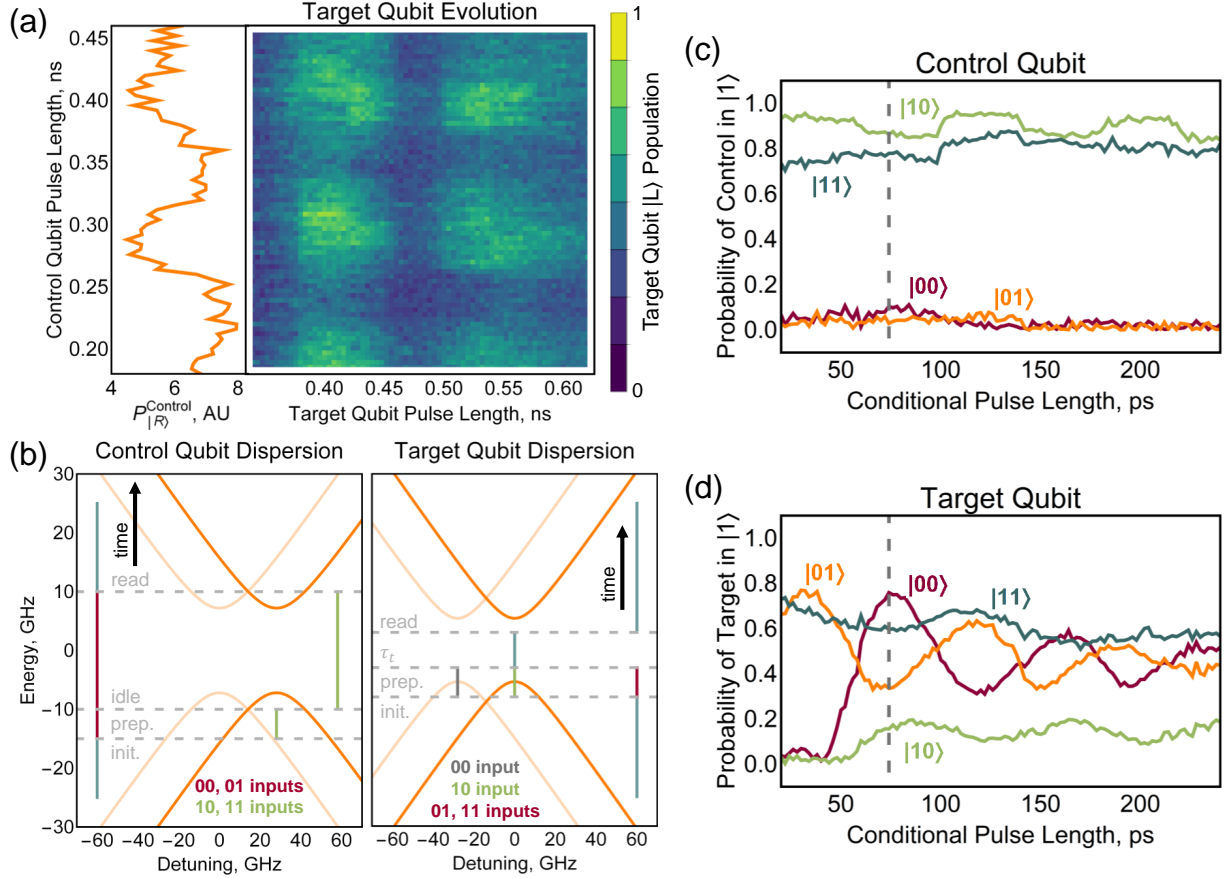 (a)
Target Qubit Evolution
Control Qubit Pulse Length, ns
0.45
0.40
0.35
0.30
0.25
0.20
4 6 8
P|R⟩Control, AU
0.40 0.45 0.50 0.55 0.60
Target Qubit Pulse Length, ns
1
0
Target Qubit |L⟩ Population
(b)
Control Qubit Dispersion
Energy, GHz
30
20
10
0
−10
−20
−30
time
read
idle
prep.
init.
00, 01 inputs
10, 11 inputs
−60 −40 −20 0 20 40 60
Detuning, GHz
Target Qubit Dispersion
time
read
τt
prep.
init.
00 input
10 input
01, 11 inputs
−60 −40 −20 0 20 40 60
Detuning, GHz
(c)
Control Qubit
Probability of Control in |1⟩
1.0
0.8
0.6
0.4
0.2
0.0
|10⟩
|11⟩
|00⟩
|01⟩
50 100 150 200
Conditional Pulse Length, ps
(d)
Target Qubit
Probability of Target in |1⟩
1.0
0.8
0.6
0.4
0.2
0.0
|01⟩
|00⟩
|11⟩
|10⟩
50 100 150 200
Conditional Pulse Length, ps